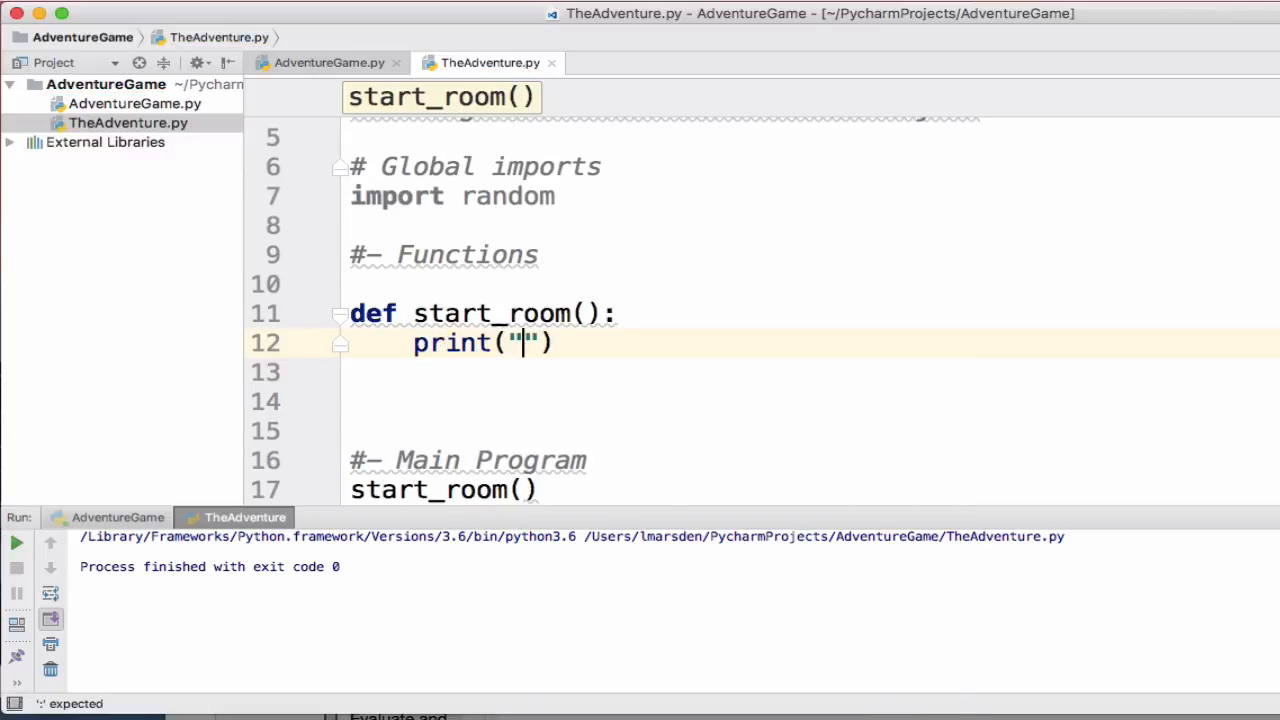 TheAdventure.py - AdventureGame - [~/PycharmProjects/AdventureGame]
AdventureGame TheAdventure.py
Project AdventureGame.py TheAdventure.py
AdventureGame ~/Pycharm
AdventureGame.py
TheAdventure.py
External Libraries
start_room()
5
6 # Global imports
7 import random
8
9 #- Functions
10
11 def start_room():
12 print("")
13
14
15
16 #- Main Program
17 start_room()
Run: AdventureGame TheAdventure
/Library/Frameworks/Python.framework/Versions/3.6/bin/python3.6 /Users/lmarsden/PycharmProjects/AdventureGame/TheAdventure.py
Process finished with exit code 0
':' expected
Evaluate and